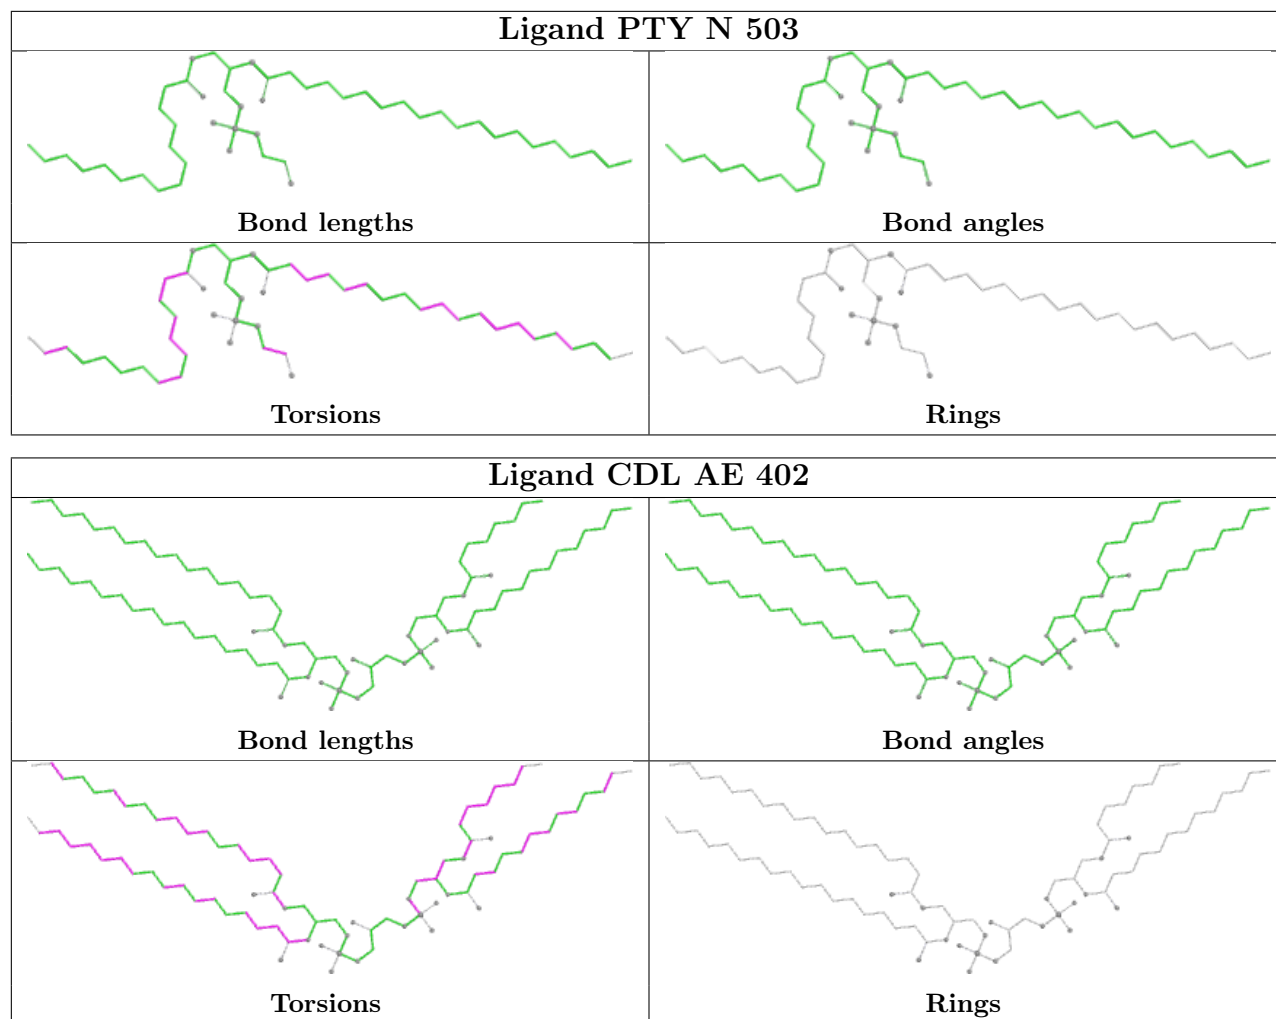 Ligand PTY N 503
Bond lengths
Bond angles
Torsions
Rings
Ligand CDL AE 402
Bond lengths
Bond angles
Torsions
Rings